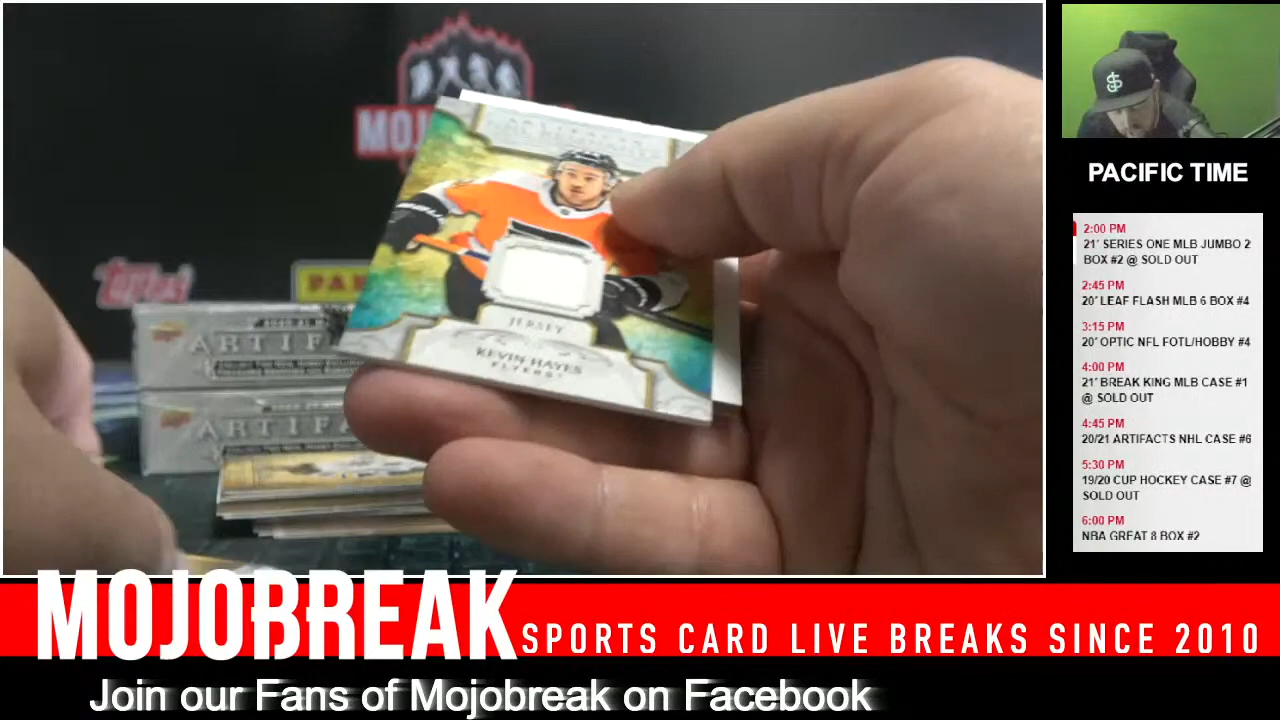 ARTIFACTS
JERSEY
KEVIN HAYES
FLYERS
topps
ARTIF
ARTIF
MOJOBREAK
SPORTS CARD LIVE BREAKS SINCE 2010
Join our Fans of Mojobreak on Facebook
PACIFIC TIME
2:00 PM
21' SERIES ONE MLB JUMBO 2
BOX #2 @ SOLD OUT
2:45 PM
20' LEAF FLASH MLB 6 BOX #4
3:15 PM
20' OPTIC NFL FOTL/HOBBY #4
4:00 PM
21' BREAK KING MLB CASE #1
@ SOLD OUT
4:45 PM
20/21 ARTIFACTS NHL CASE #6
5:30 PM
19/20 CUP HOCKEY CASE #7 @
SOLD OUT
6:00 PM
NBA GREAT 8 BOX #2